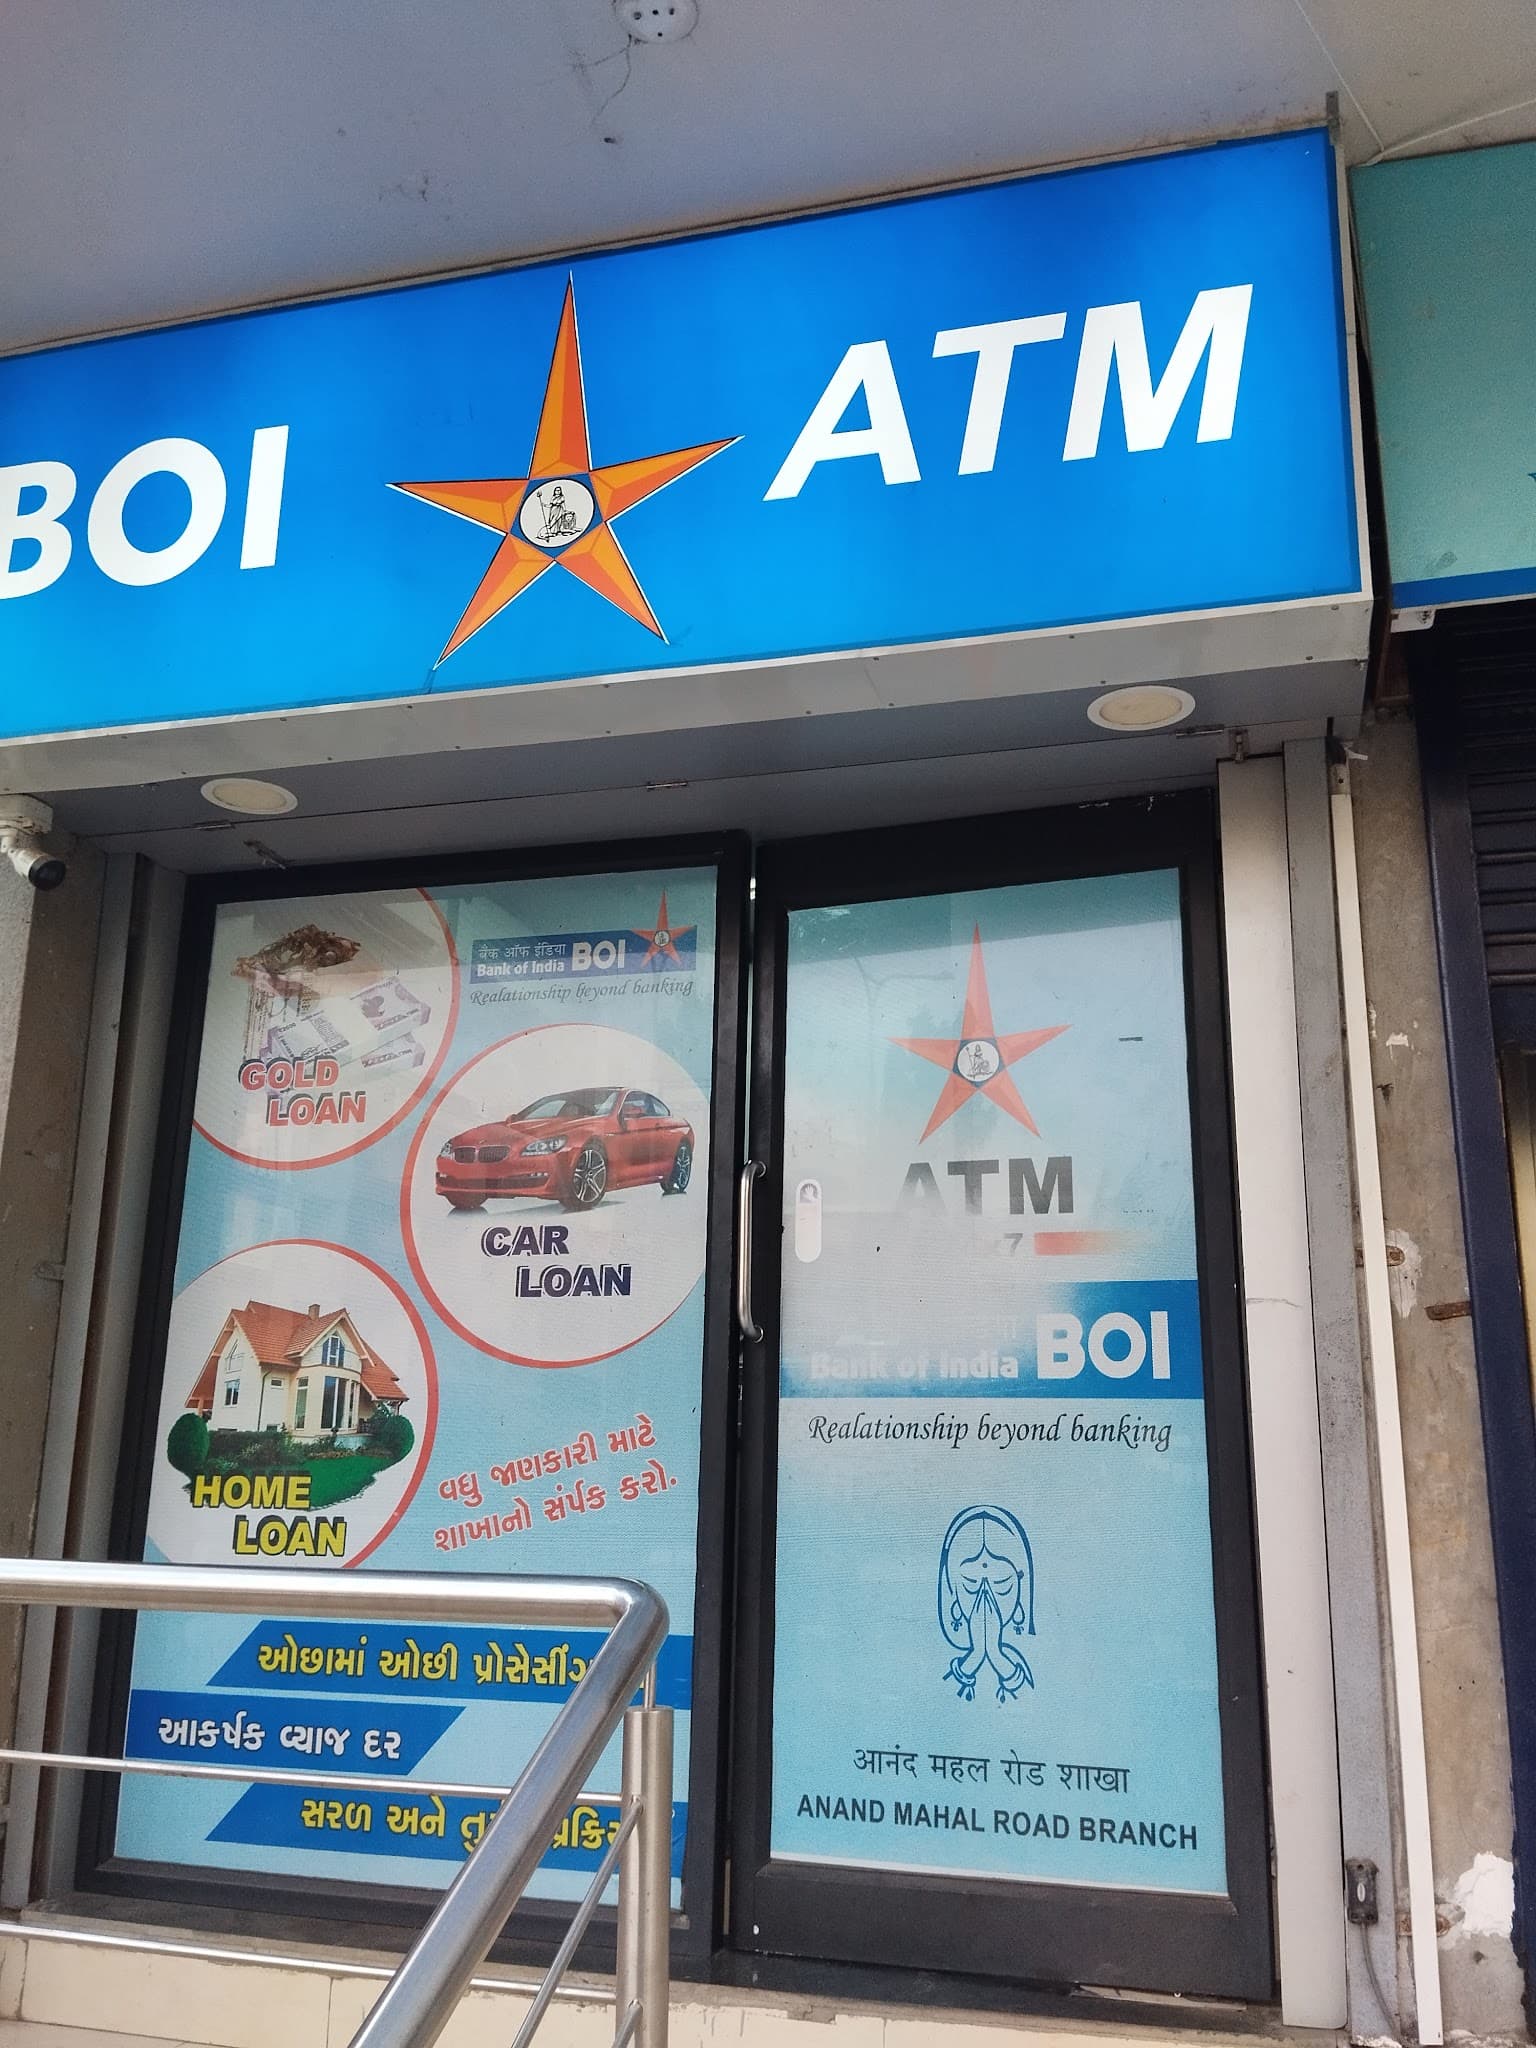 BOI ATM
बैंक ऑफ इंडिया
Bank of India BOI
Realationship beyond banking
GOLD
LOAN
CAR
LOAN
HOME
LOAN
વધુ જાણકારી માટે
શાખાનો સંર્પક કરો.
ઓછામાં ઓછી
આકર્ષક વ્યાજ દર
સરળ અને
ATM
7
Bank of India BOI
Realationship beyond banking
आनंद महल रोड शाखा
ANAND MAHAL ROAD BRANCH